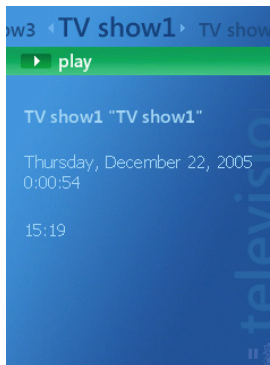 ow3 TV show1 TV show
play
TV show1 "TV show1"
Thursday, December 22, 2005
0:00:54
15:19
televisio